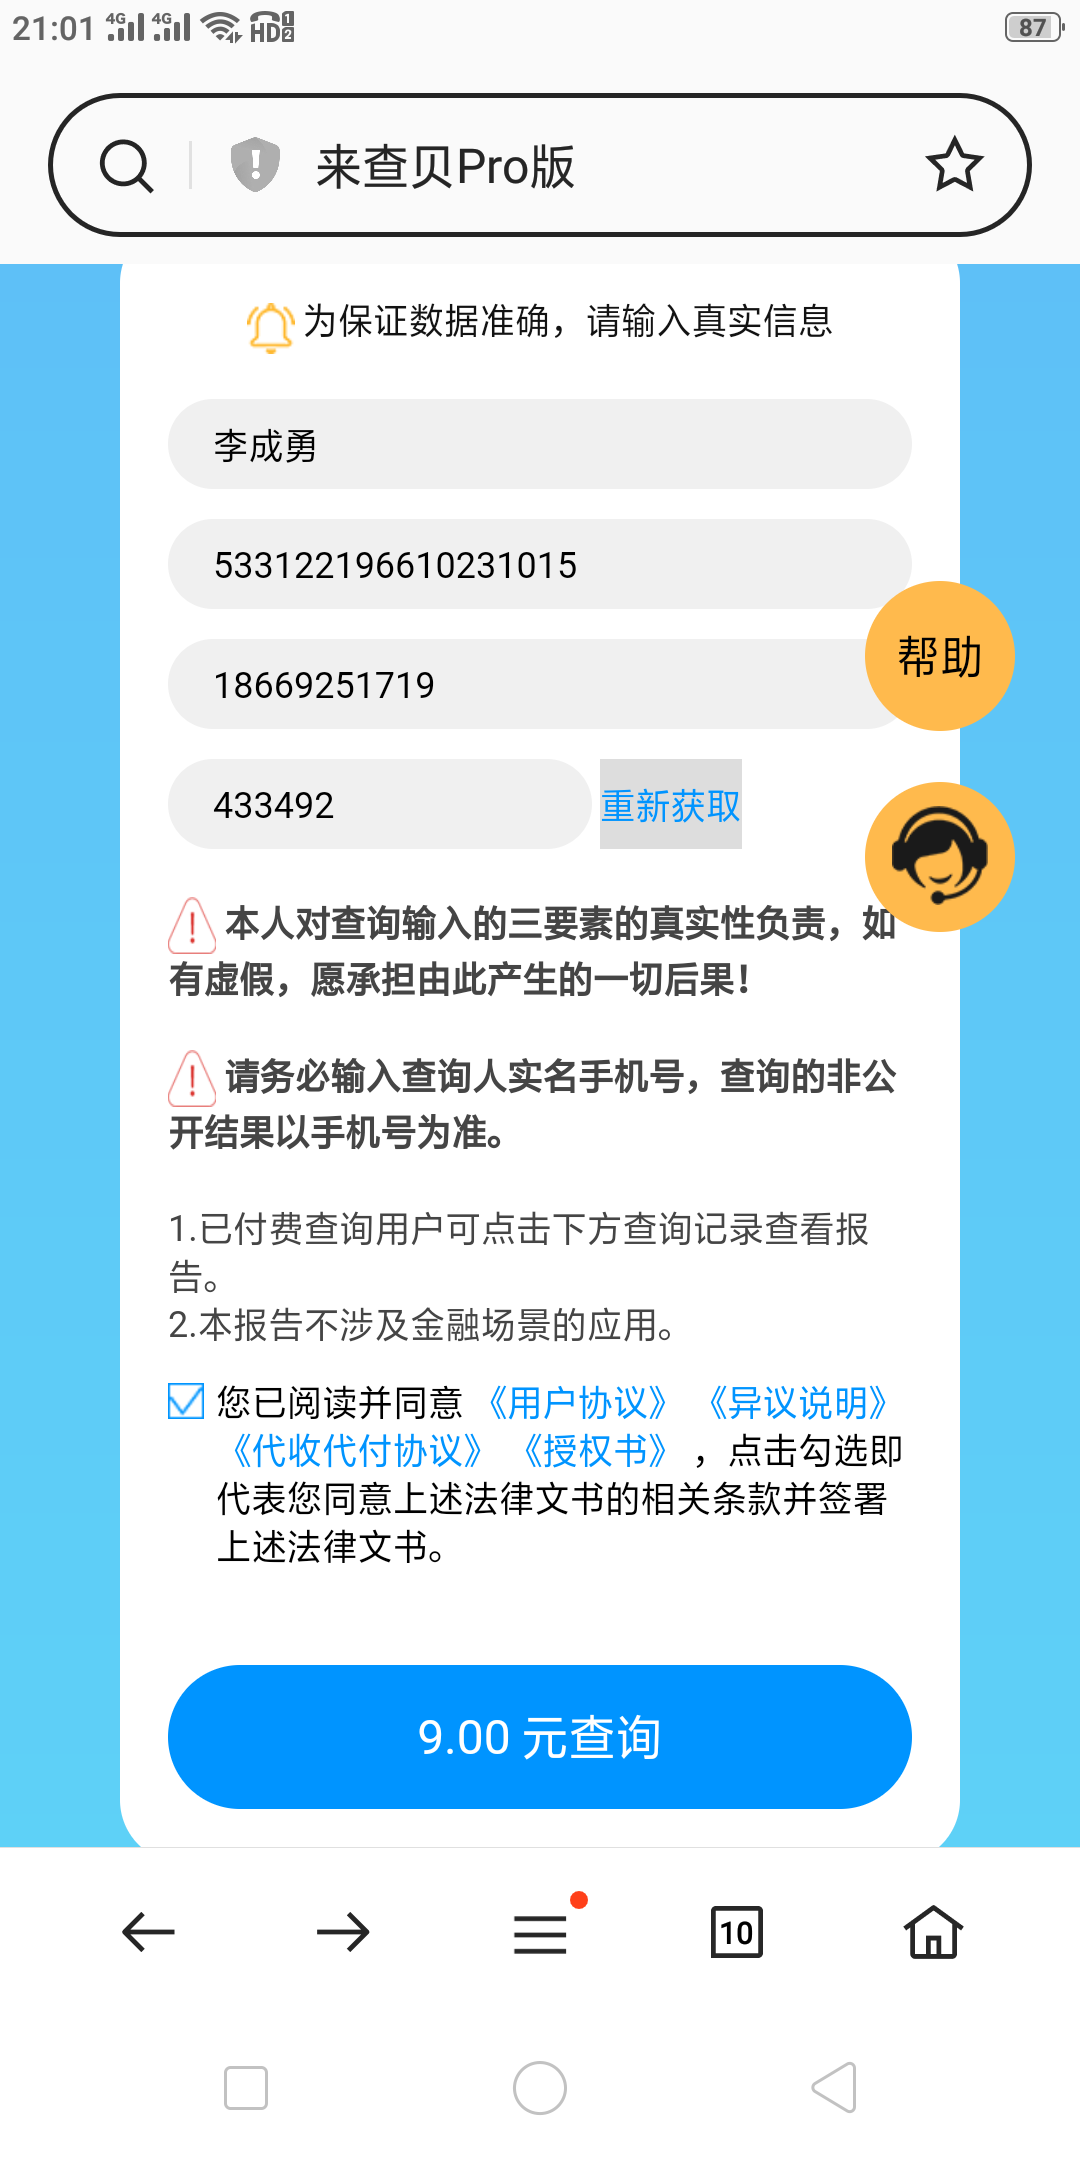 21:01 4G 4G HD 1 2 87
来查贝Pro版
为保证数据准确，请输入真实信息
李成勇
533122196610231015
帮助
18669251719
433492 重新获取
本人对查询输入的三要素的真实性负责，如
有虚假，愿承担由此产生的一切后果！
请务必输入查询人实名手机号，查询的非公
开结果以手机号为准。
1.已付费查询用户可点击下方查询记录查看报
告。
2.本报告不涉及金融场景的应用。
您已阅读并同意《用户协议》《异议说明》
《代收代付协议》《授权书》，点击勾选即
代表您同意上述法律文书的相关条款并签署
上述法律文书。
9.00 元查询
10